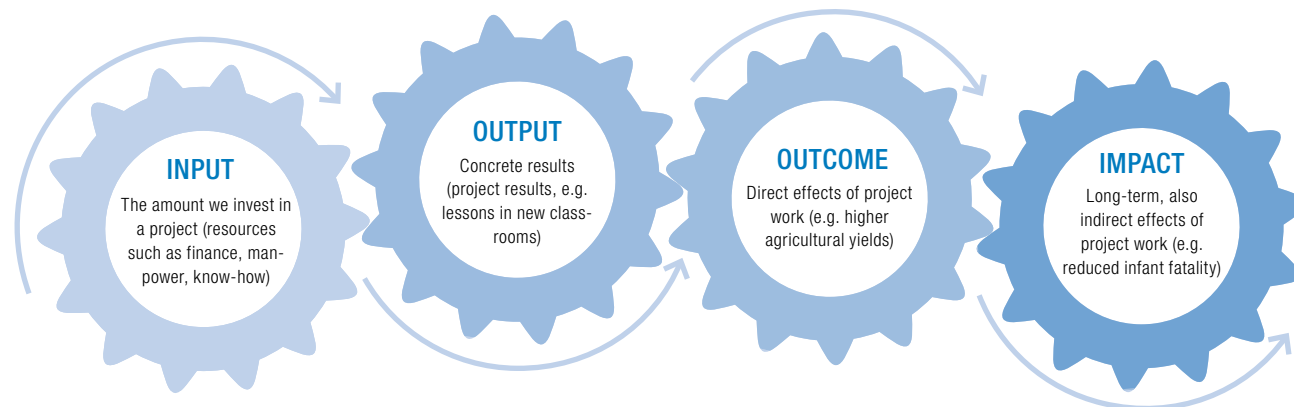 INPUT
The amount we invest in
a project (resources
such as finance, man-
power, know-how)
OUTPUT
Concrete results
(project results, e.g.
lessons in new class-
rooms)
OUTCOME
Direct effects of project
work (e.g. higher
agricultural yields)
IMPACT
Long-term, also
indirect effects of
project work (e.g.
reduced infant fatality)